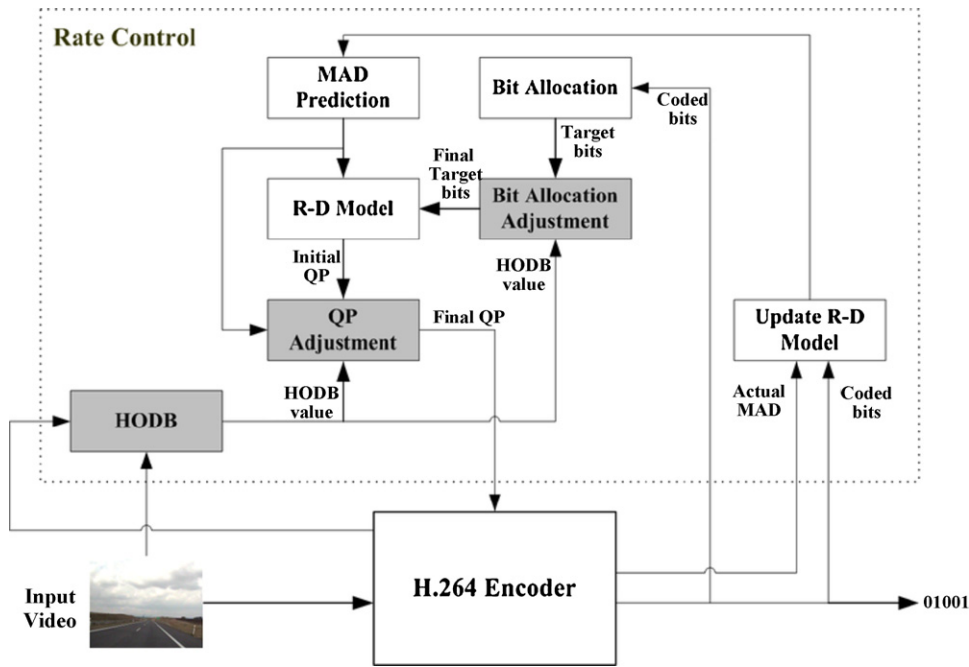 Rate Control
MAD
Prediction
Bit Allocation
Coded
bits
Target
bits
Final
Target
bits
R-D Model
Bit Allocation
Adjustment
Initial
QP
HODB
value
QP
Adjustment
Final QP
Update R-D
Model
HODB
value
Actual
MAD
Coded
bits
HODB
H.264 Encoder
Input
Video
01001